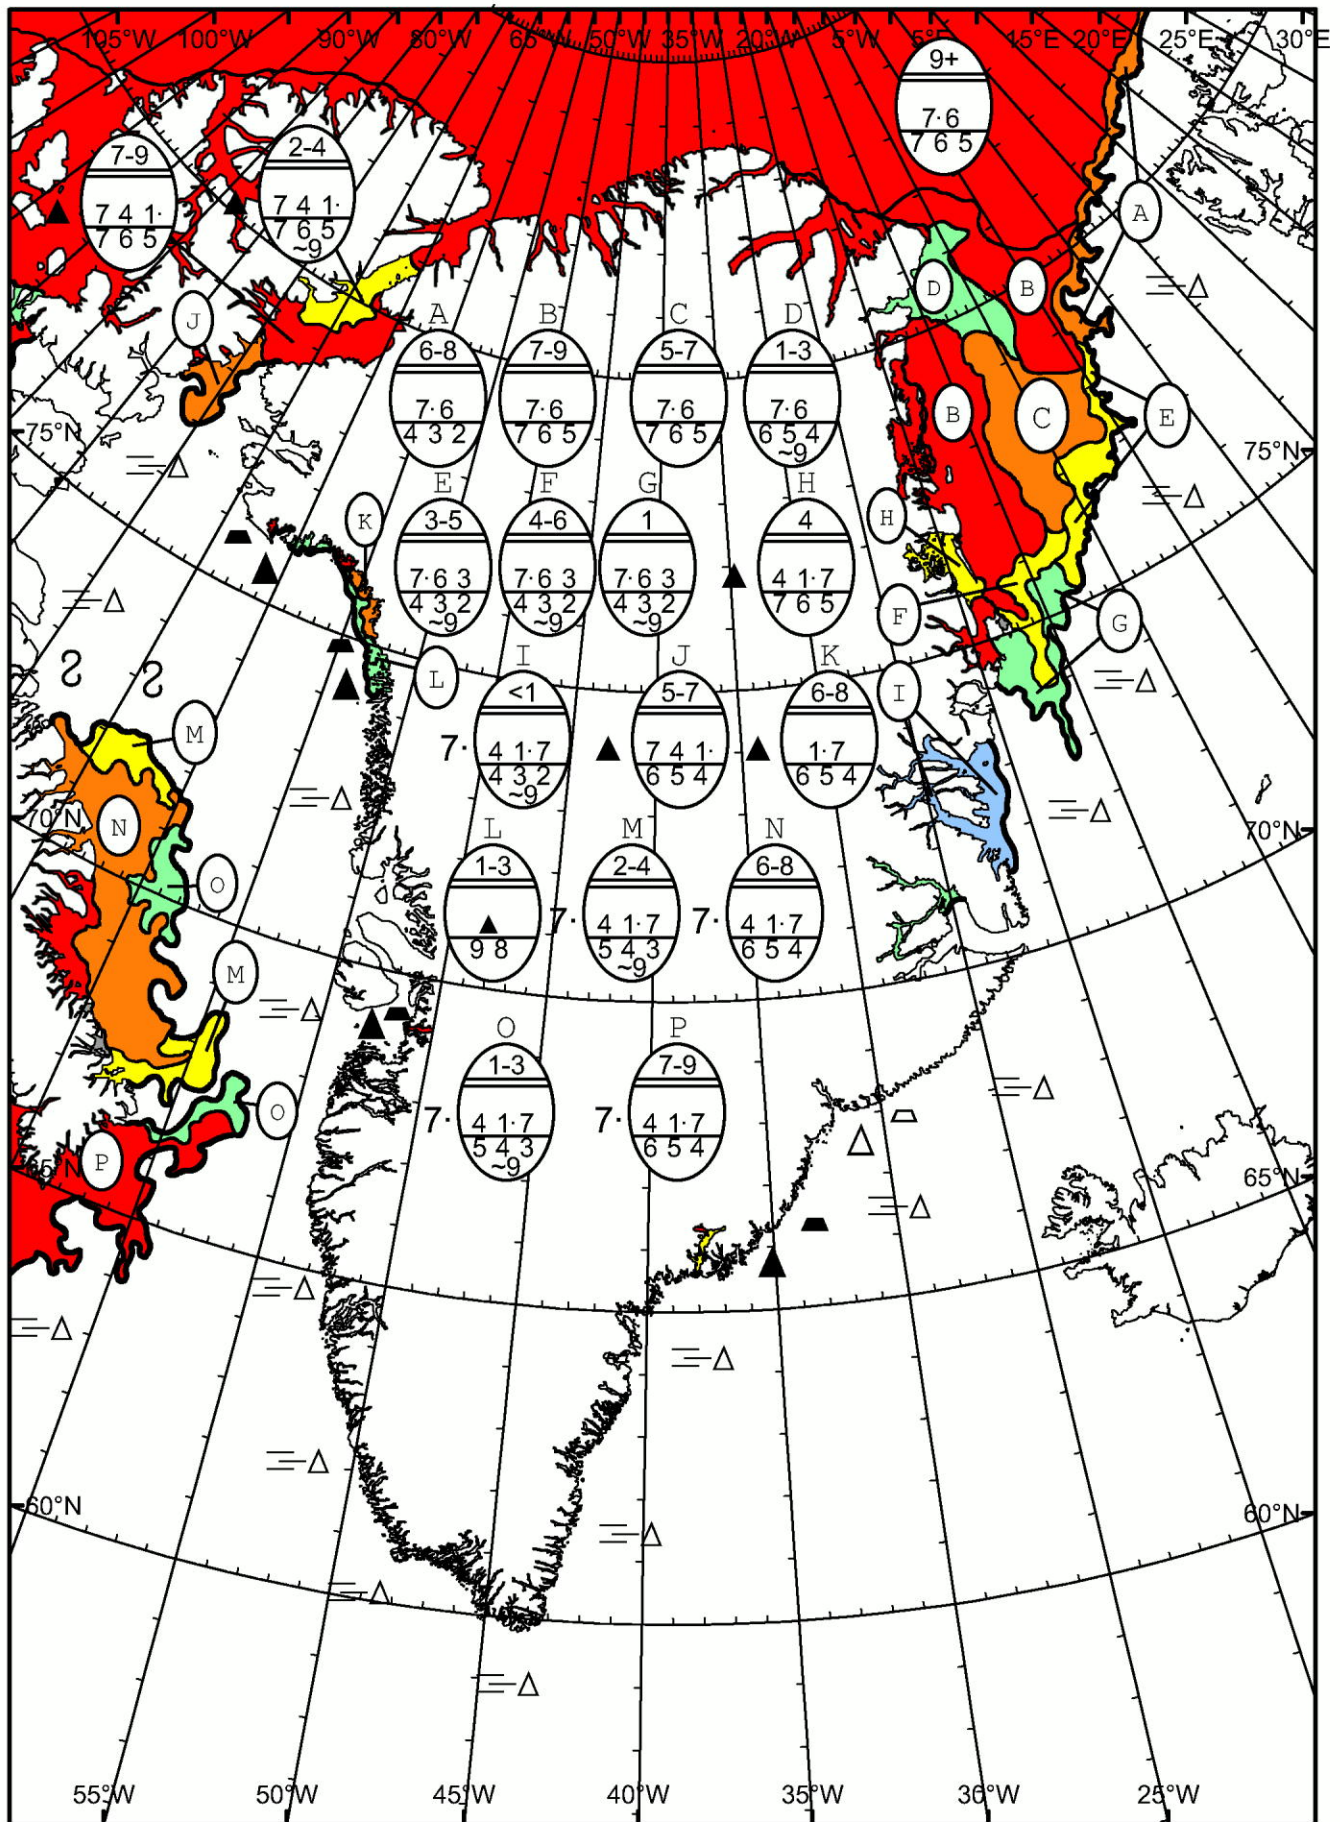 105°W 100°W 90°W 80°W 65°W 50°W 35°W 20°W 5°W 5°E 15°E 20°E 25°E 30°E
9+
7· 6
7 6 5
7-9
7 4 1·
7 6 5
2-4
7 4 1·
7 6 5
~9
A
D
B
J
A B C D
6-8 7-9 5-7 1-3
7· 6 7· 6 7· 6 7· 6
4 3 2 7 6 5 7 6 5 6 5 4
~9
B
C
E
75°N
75°N
E F G H
3-5 4-6 1 4
7· 6 3 7· 6 3 7· 6 3 4 1· 7
4 3 2 4 3 2 4 3 2 7 6 5
~9 ~9 ~9
K
H
F
G
L
I
I J K
<1 5-7 6-8
7· 4 1· 7 7 4 1· 1· 7
4 3 2 6 5 4 6 5 4
~9
M
N
70°N
70°N
O
L M N
1-3 2-4 6-8
7· 4 1· 7 7· 4 1· 7
9 8 5 4 3 6 5 4
~9
M
O P
1-3 7-9
7· 4 1· 7 7· 4 1· 7
5 4 3 6 5 4
~9
O
P
65°N
65°N
60°N
60°N
55°W 50°W 45°W 40°W 35°W 30°W 25°W